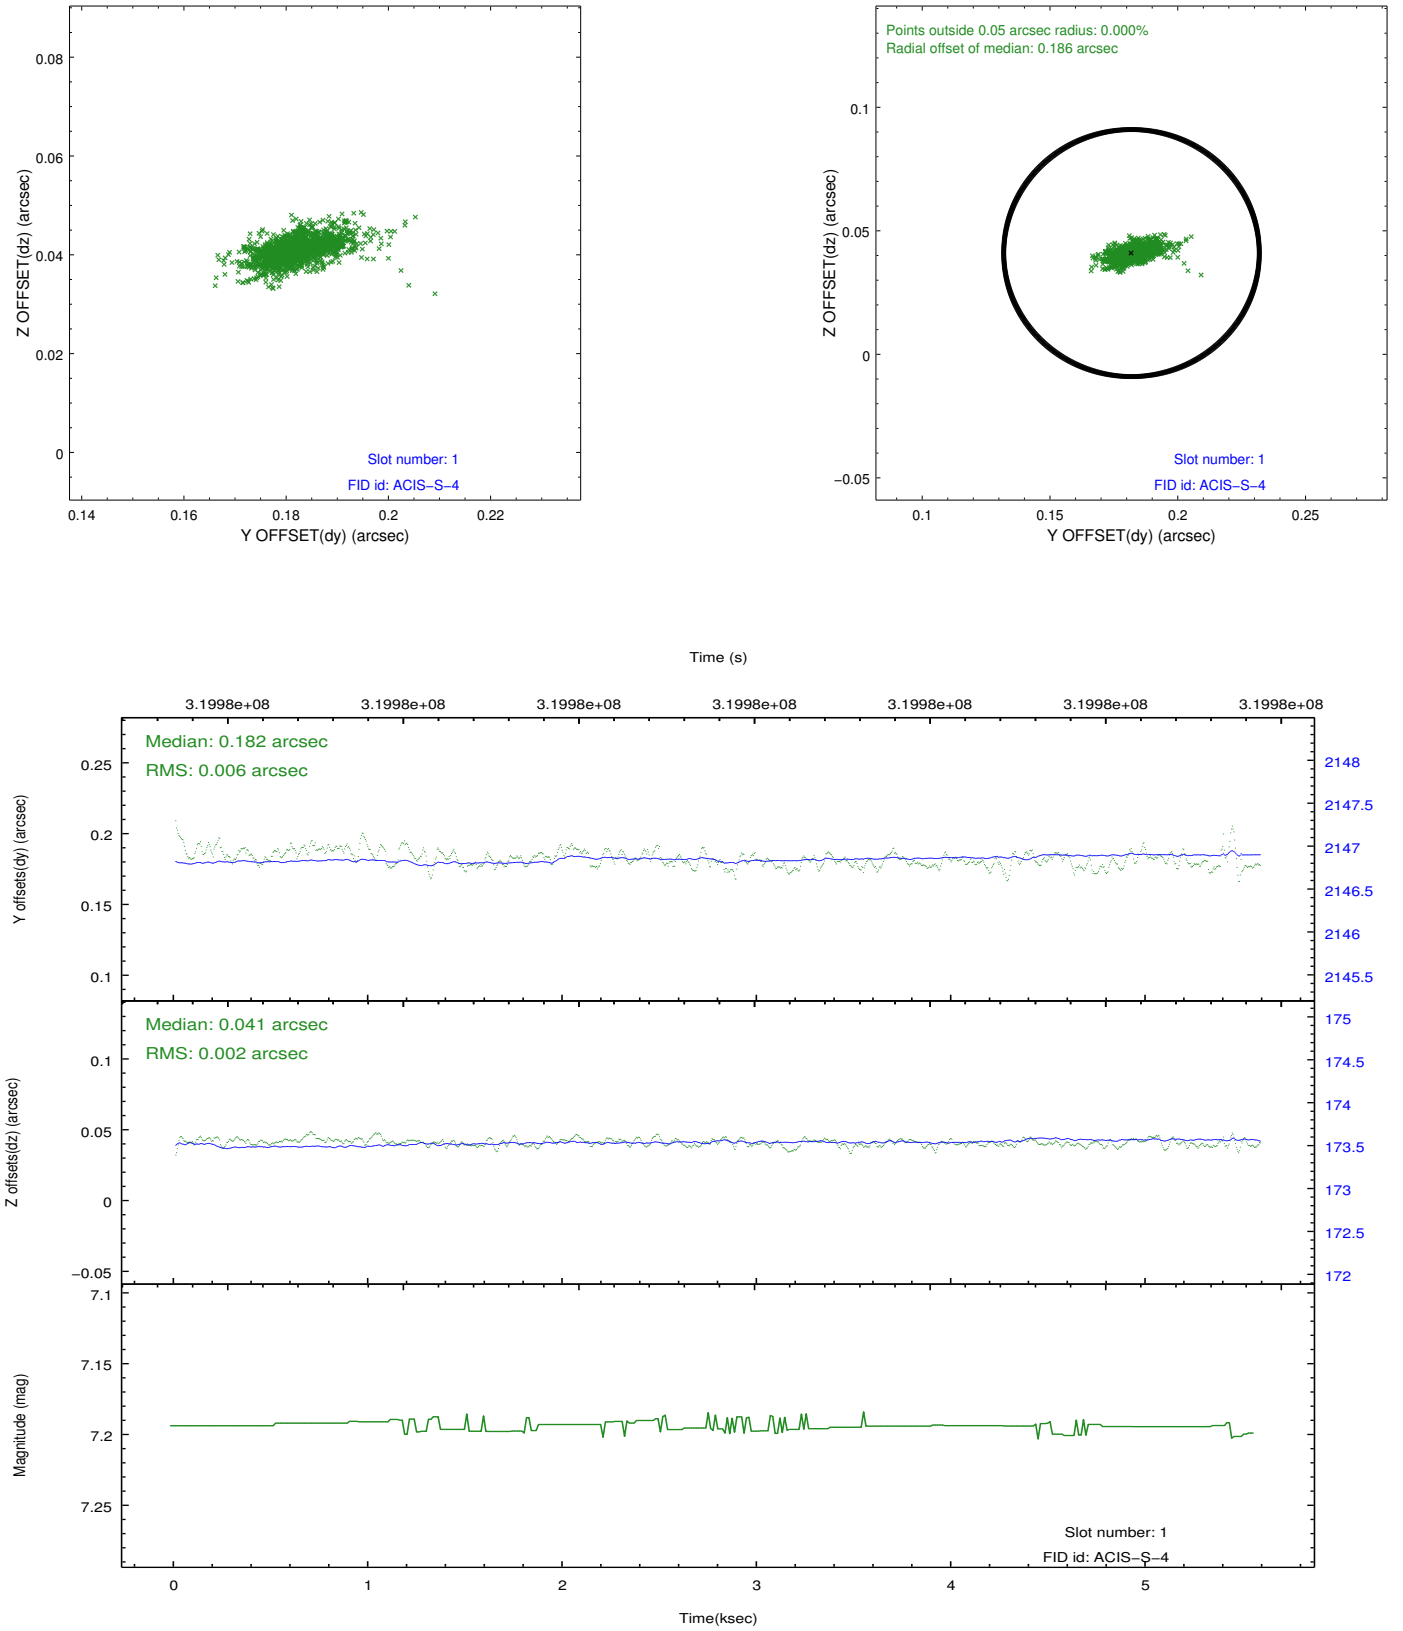 0.08
0.06
0.04
0.02
0
Z OFFSET(dz) (arcsec)
Slot number: 1
FID id: ACIS−S−4
0.14 0.16 0.18 0.2 0.22
Y OFFSET(dy) (arcsec)
Points outside 0.05 arcsec radius: 0.000%
Radial offset of median: 0.186 arcsec
0.1
0.05
0
−0.05
Z OFFSET(dz) (arcsec)
Slot number: 1
FID id: ACIS−S−4
0.1 0.15 0.2 0.25
Y OFFSET(dy) (arcsec)
Time (s)
3.1998e+08 3.1998e+08 3.1998e+08 3.1998e+08 3.1998e+08 3.1998e+08 3.1998e+08
Median: 0.182 arcsec
RMS: 0.006 arcsec
0.25
0.2
0.15
0.1
Y offsets(dy) (arcsec)
2148
2147.5
2147
2146.5
2146
2145.5
Median: 0.041 arcsec
RMS: 0.002 arcsec
0.1
0.05
0
−0.05
Z offsets(dz) (arcsec)
175
174.5
174
173.5
173
172.5
172
7.1
7.15
7.2
7.25
Magnitude (mag)
Slot number: 1
FID id: ACIS−S−4
0 1 2 3 4 5
Time(ksec)